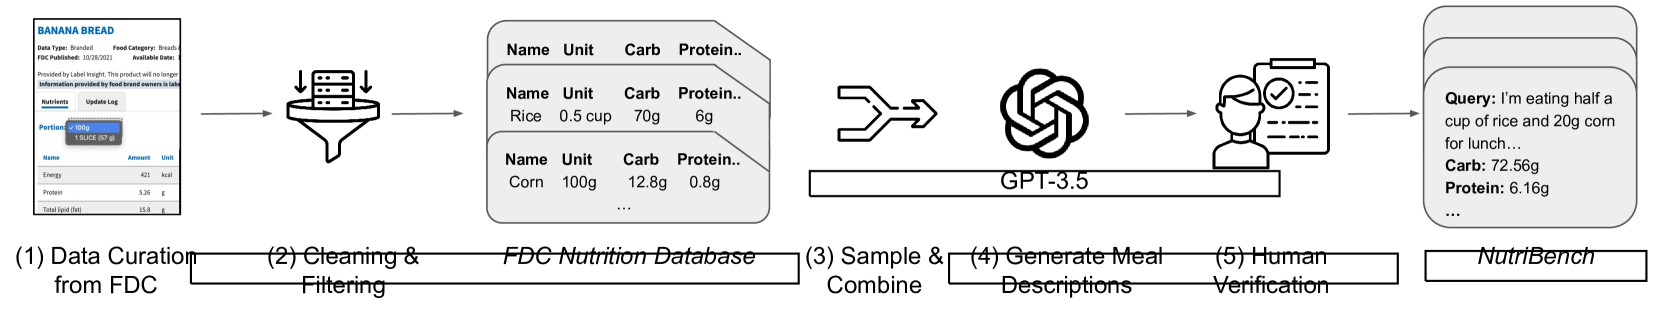 BANANA BREAD
Data Type: Branded Food Category: Breads &
FDC Published: 10/28/2021 Available Date: 1
Provided by Label Insight. This product will no longer
Information provided by food brand owners is labe
Nutrients Update Log
Portion: ✓ 100g
1 SLICE (57 g)
Name Amount Unit
Energy 421 kcal
Protein 5.26 g
Total lipid (fat) 15.8 g
Name Unit Carb Protein..
Name Unit Carb Protein..
Rice 0.5 cup 70g 6g
Name Unit Carb Protein..
Corn 100g 12.8g 0.8g
...
GPT-3.5
Query: I'm eating half a
cup of rice and 20g corn
for lunch…
Carb: 72.56g
Protein: 6.16g
...
(1) Data Curation
from FDC
(2) Cleaning &
Filtering
FDC Nutrition Database
(3) Sample &
Combine
(4) Generate Meal
Descriptions
(5) Human
Verification
NutriBench